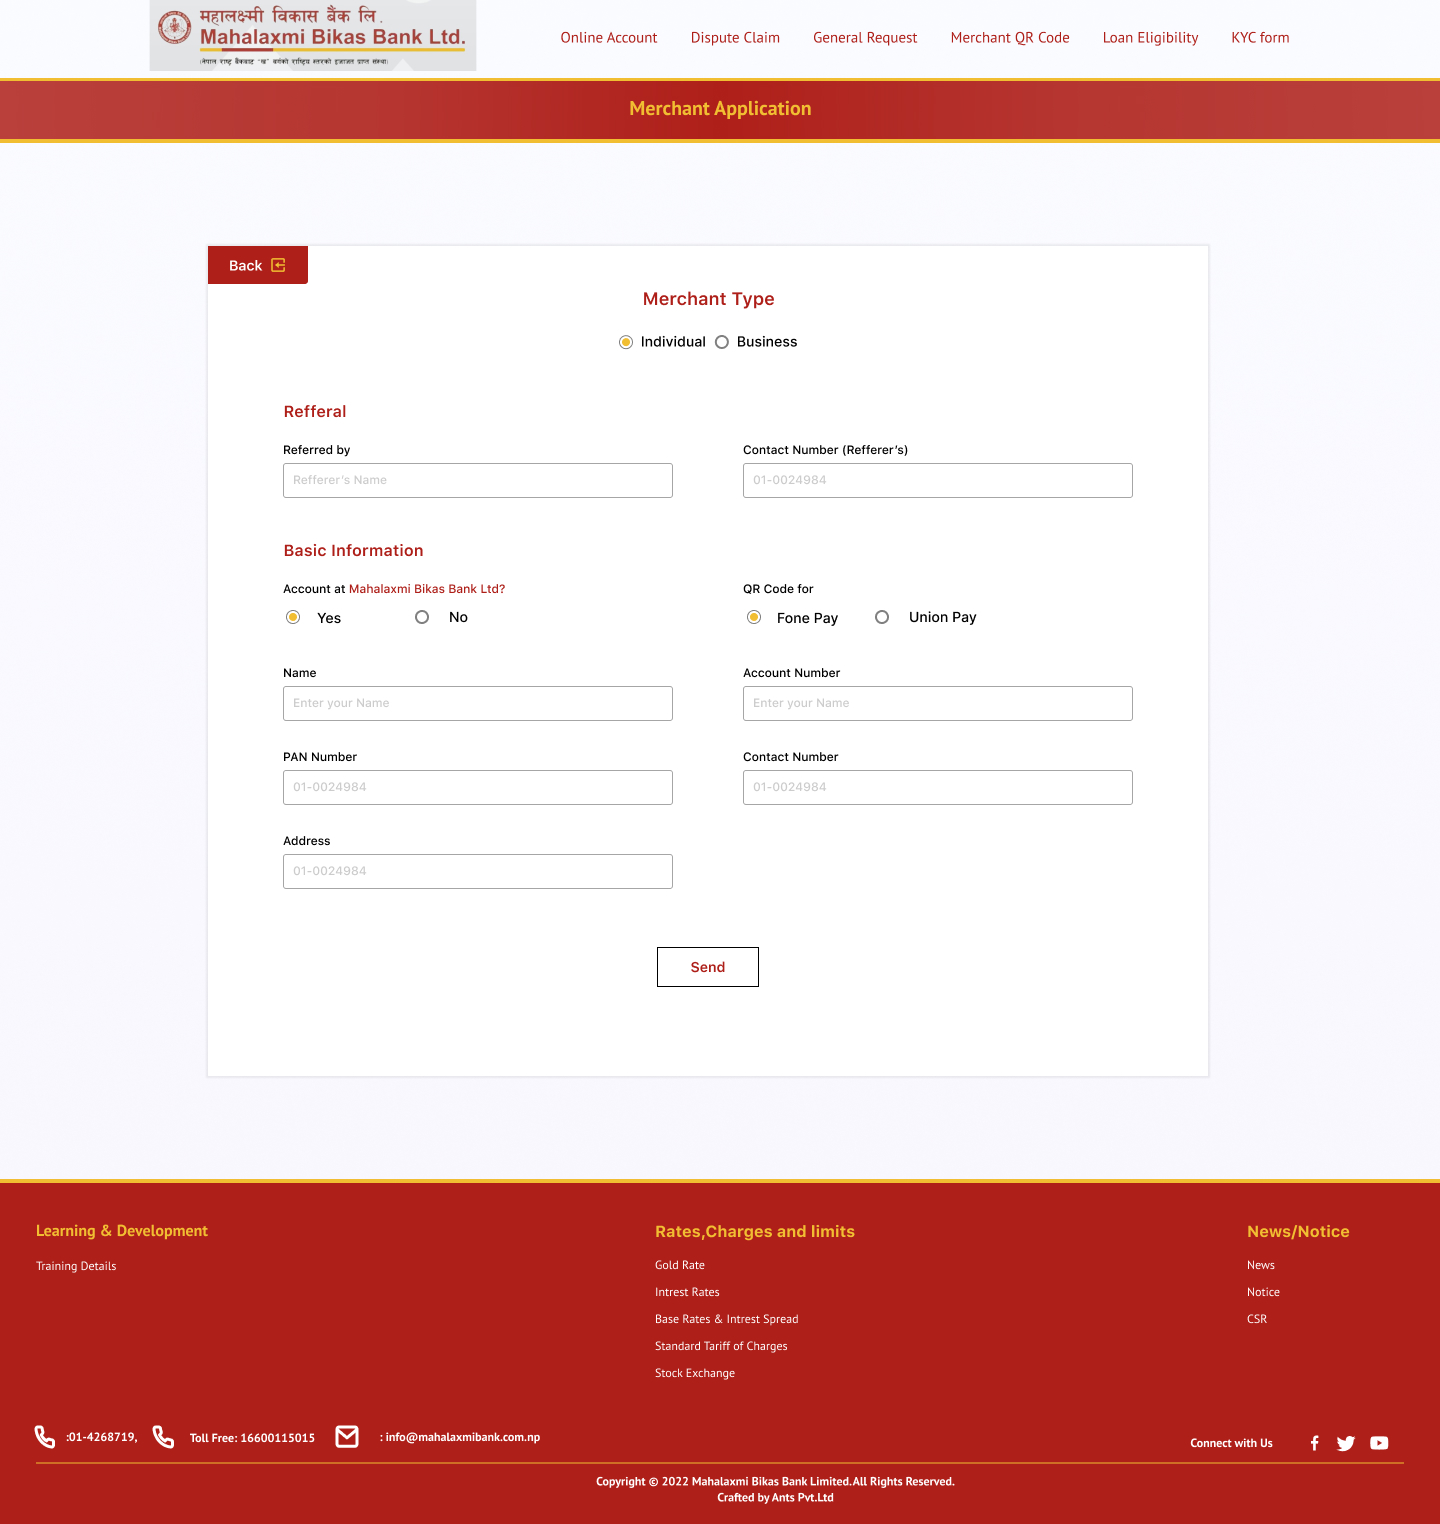 महालक्ष्मी विकास बैंक लि.
Mahalaxmi Bikas Bank Ltd.
(नेपाल राष्ट्र बैंकबाट 'ख' वर्गको राष्ट्रिय स्तरको इजाजत प्राप्त संस्था)
Online Account Dispute Claim General Request Merchant QR Code Loan Eligibility KYC form
Merchant Application
Back
Merchant Type
Individual Business
Refferal
Referred by Contact Number (Refferer's)
Refferer's Name 01-0024984
Basic Information
Account at Mahalaxmi Bikas Bank Ltd? QR Code for
Yes No Fone Pay Union Pay
Name Account Number
Enter your Name Enter your Name
PAN Number Contact Number
01-0024984 01-0024984
Address
01-0024984
Send
Learning & Development Rates,Charges and limits News/Notice
Training Details Gold Rate News
Intrest Rates Notice
Base Rates & Intrest Spread CSR
Standard Tariff of Charges
Stock Exchange
:01-4268719, Toll Free: 16600115015 : info@mahalaxmibank.com.np Connect with Us
Copyright © 2022 Mahalaxmi Bikas Bank Limited.All Rights Reserved.
Crafted by Ants Pvt.Ltd